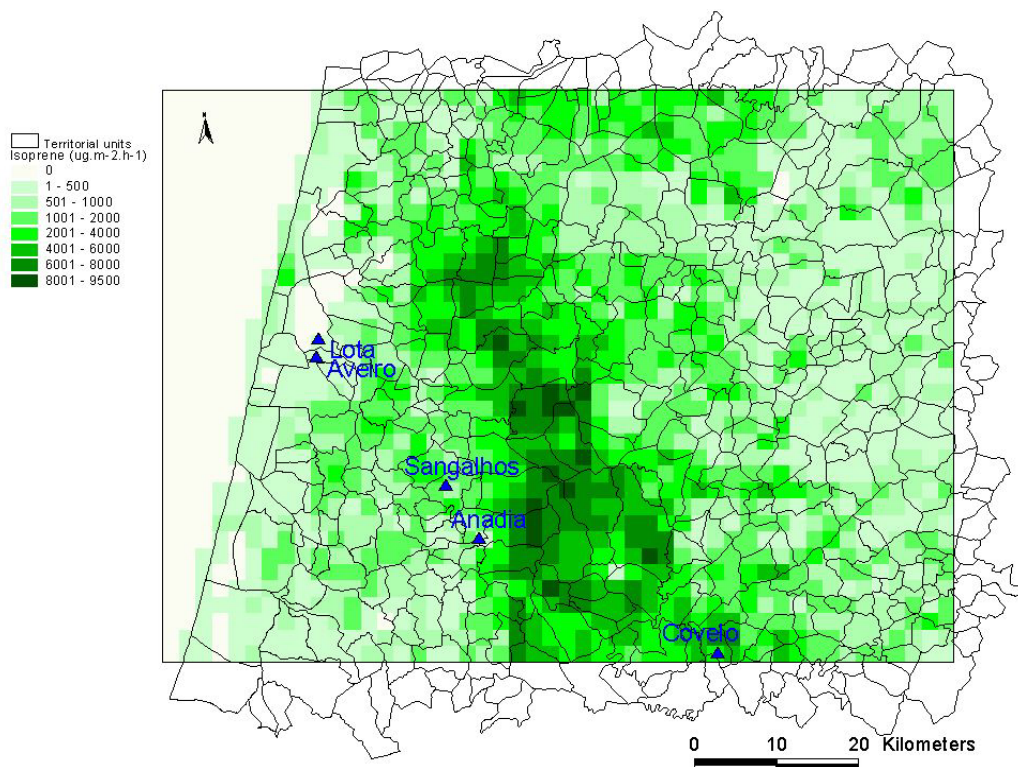 Territorial units
Isoprene (ug.m-2.h-1)
0
1 - 500
501 - 1000
1001 - 2000
2001 - 4000
4001 - 6000
6001 - 8000
8001 - 9500
Lota
Aveiro
Sangalhos
Anadia
Covelo
0 10 20 Kilometers